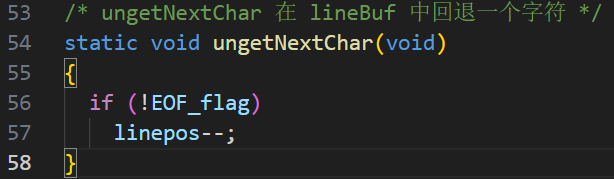 53 /* ungetNextChar 在 lineBuf 中回退一个字符 */
54 static void ungetNextChar(void)
55 {
56   if (!EOF_flag)
57     linepos--;
58 }